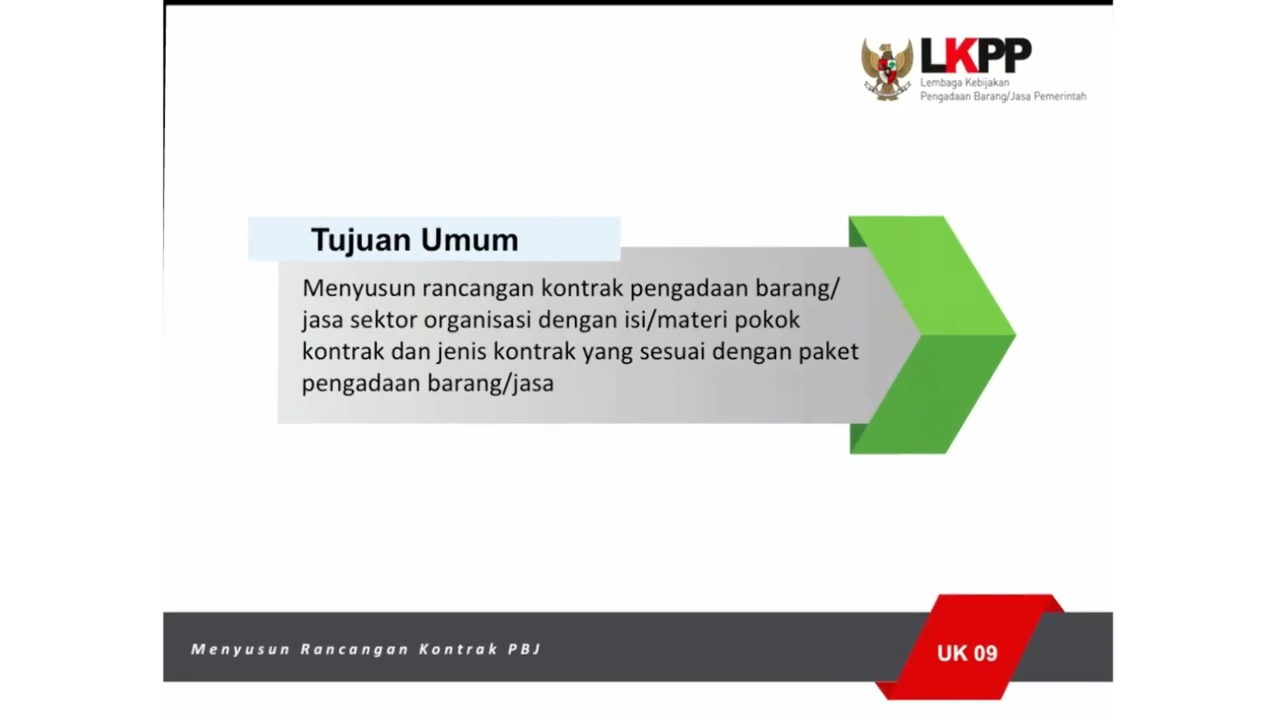 LKPP
Lembaga Kebijakan
Pengadaan Barang/Jasa Pemerintah
Tujuan Umum
Menyusun rancangan kontrak pengadaan barang/
jasa sektor organisasi dengan isi/materi pokok
kontrak dan jenis kontrak yang sesuai dengan paket
pengadaan barang/jasa
Menyusun Rancangan Kontrak PBJ
UK 09